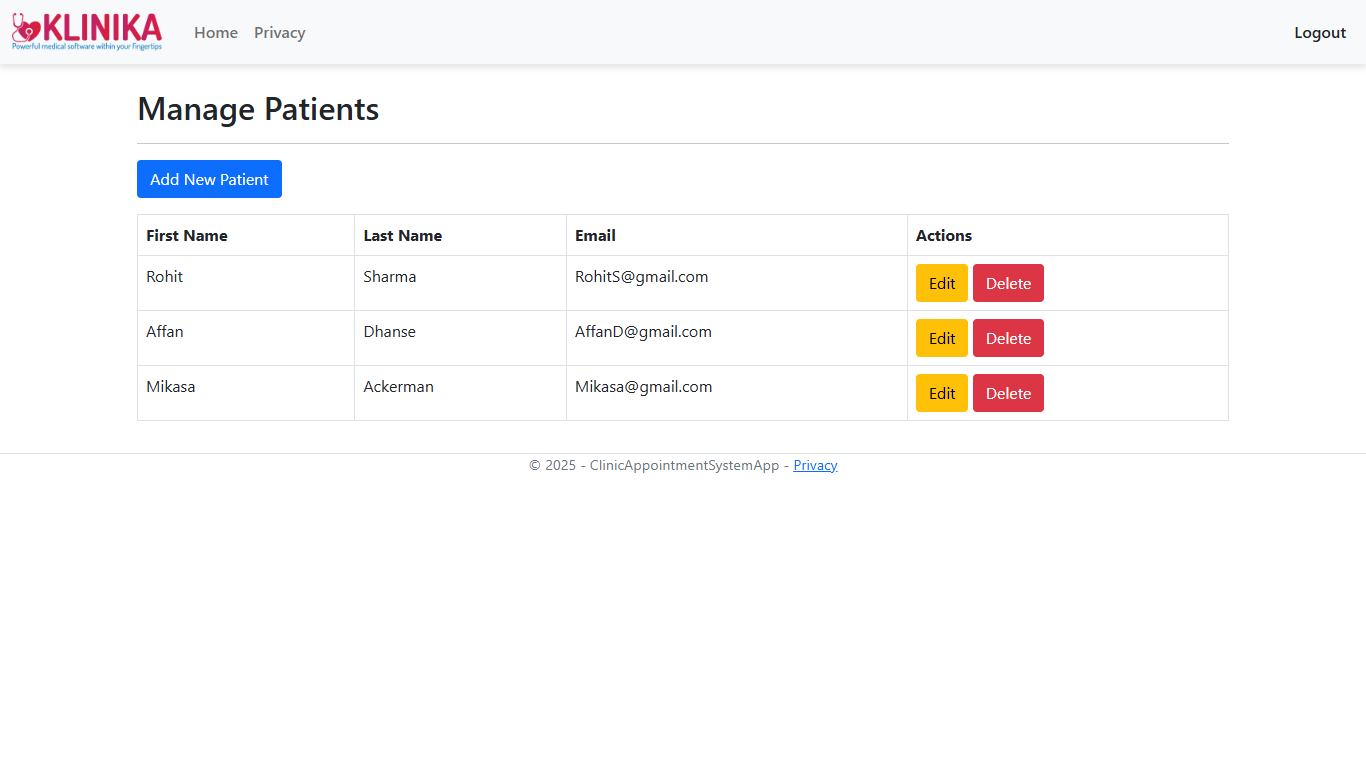 KLINIKA
Powerful medical software within your fingertips
Home Privacy Logout
Manage Patients
Add New Patient
First Name Last Name Email Actions
Rohit Sharma RohitS@gmail.com Edit Delete
Affan Dhanse AffanD@gmail.com Edit Delete
Mikasa Ackerman Mikasa@gmail.com Edit Delete
© 2025 - ClinicAppointmentSystemApp - Privacy